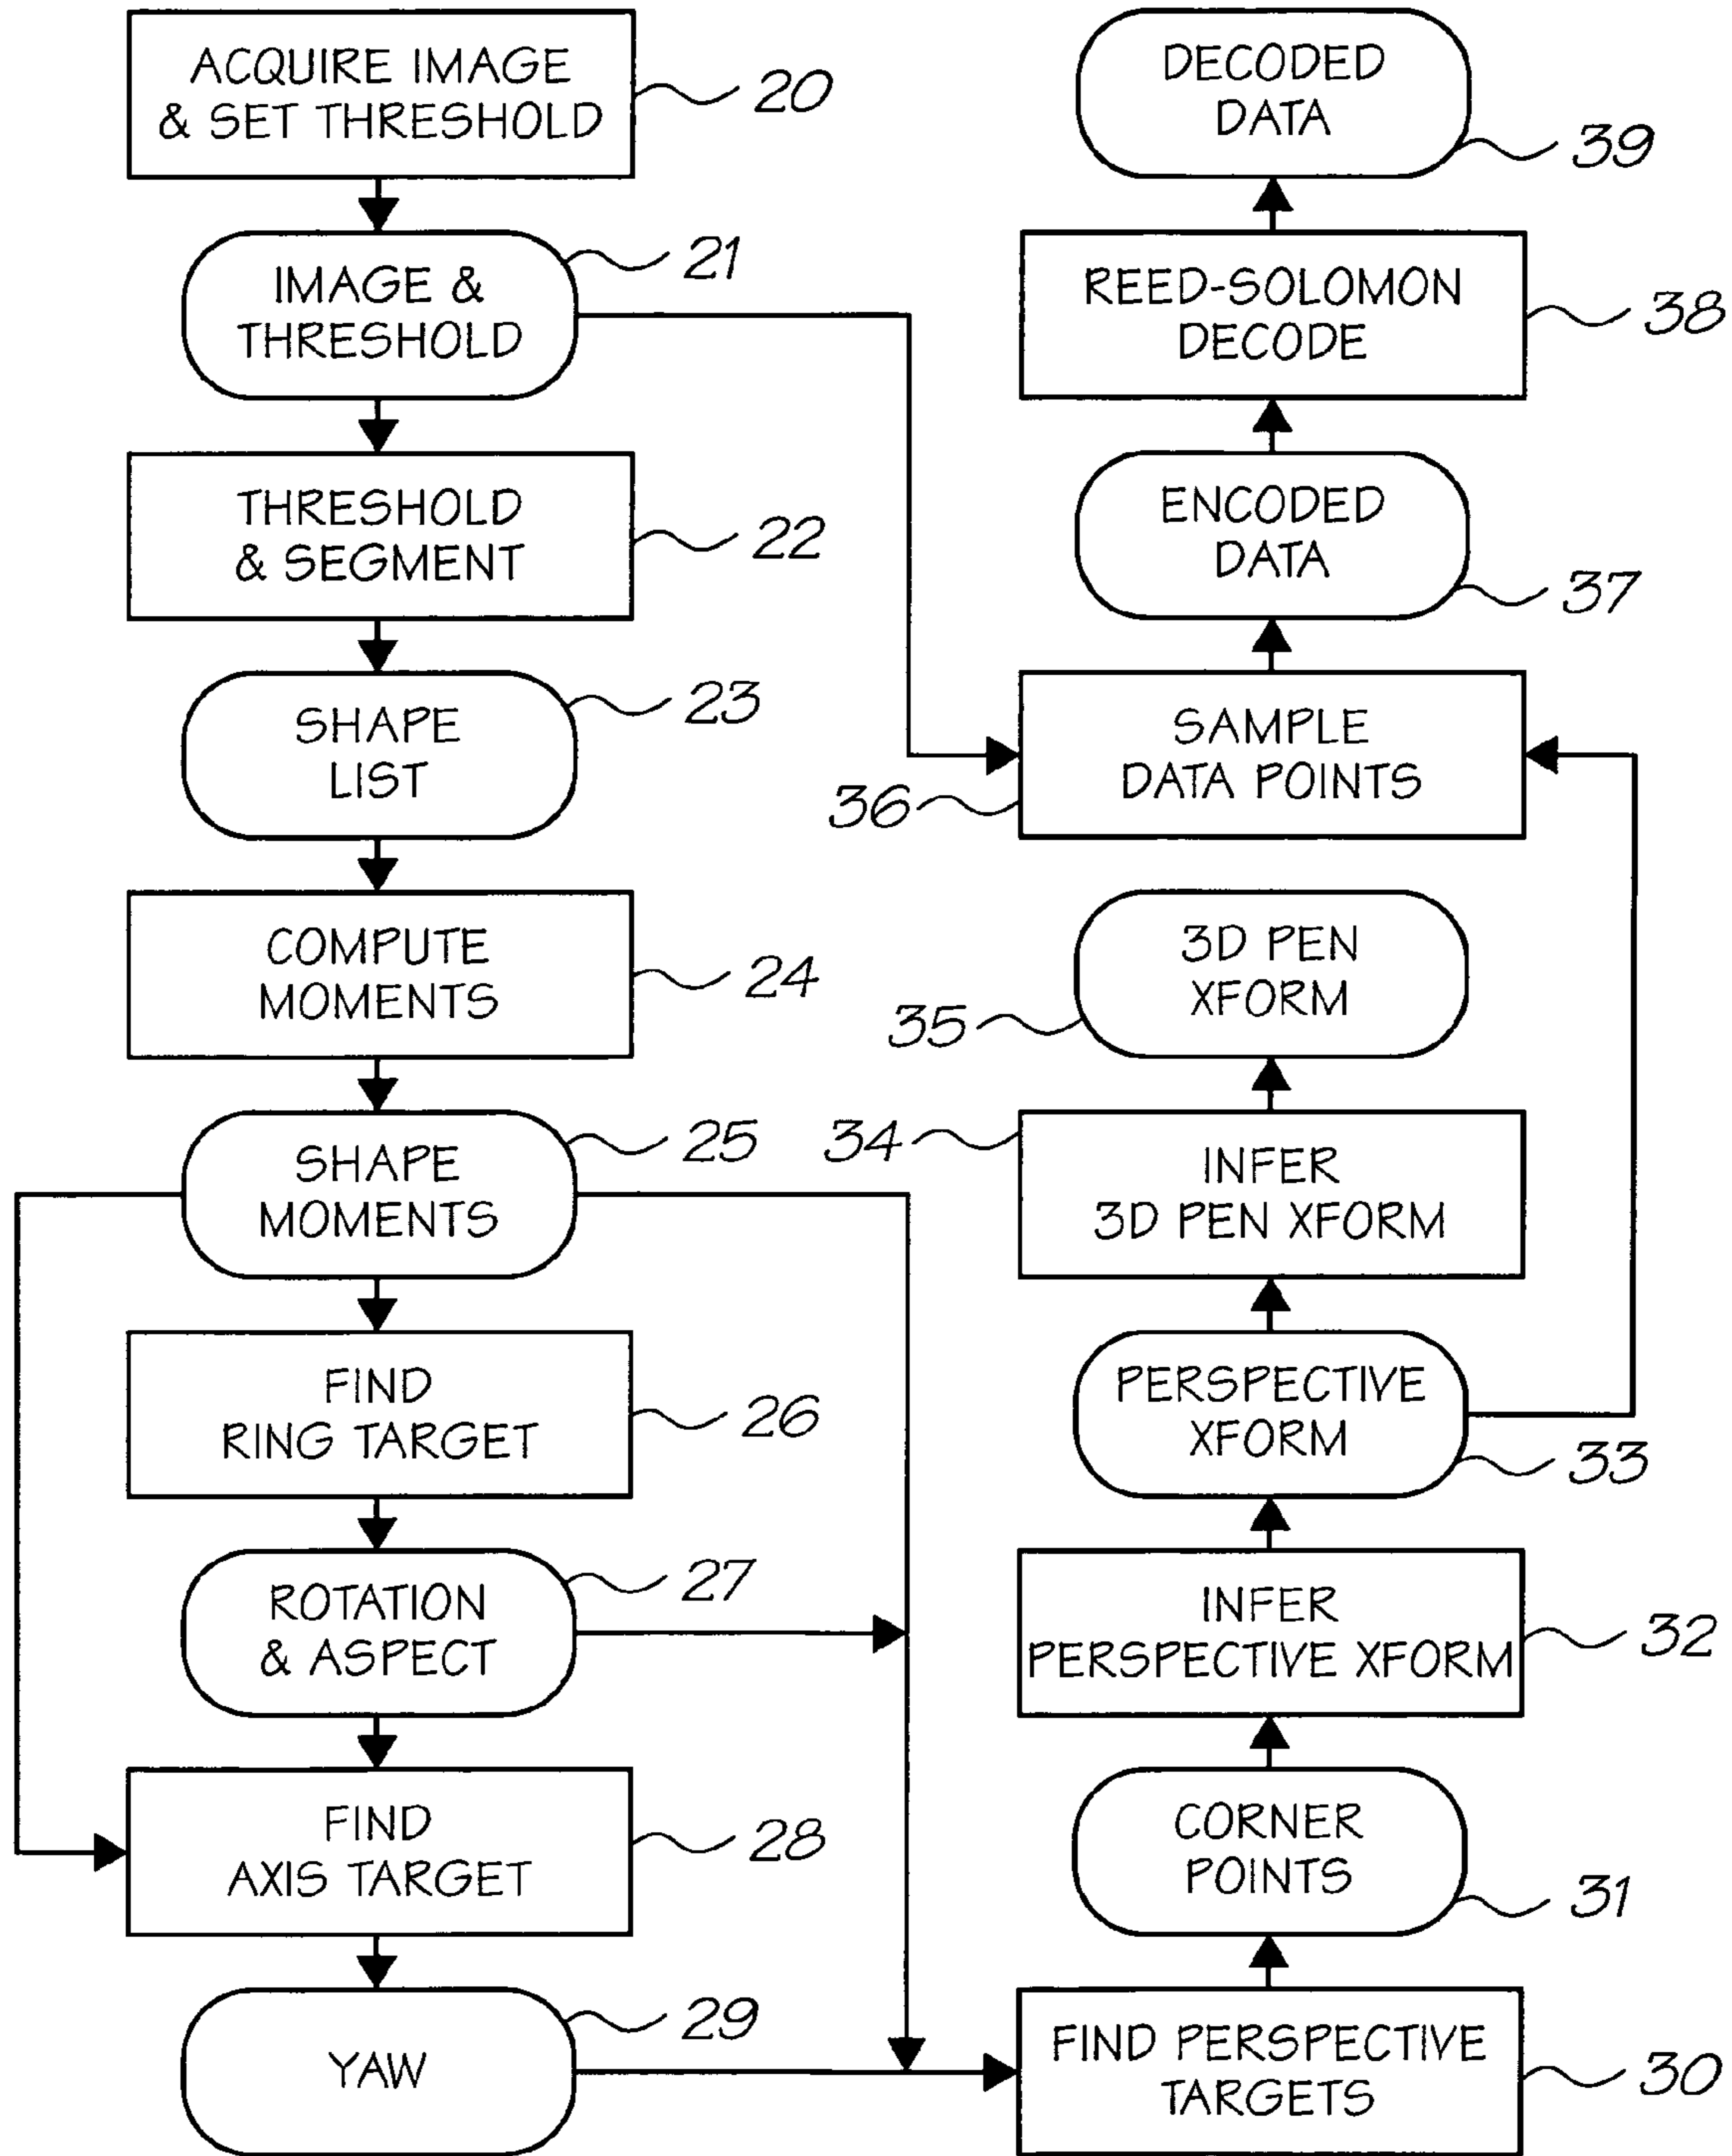 ACQUIRE IMAGE
& SET THRESHOLD
20
IMAGE &
THRESHOLD
21
THRESHOLD
& SEGMENT
22
SHAPE
LIST
23
COMPUTE
MOMENTS
24
SHAPE
MOMENTS
25
FIND
RING TARGET
26
ROTATION
& ASPECT
27
FIND
AXIS TARGET
28
YAW
29
DECODED
DATA
39
REED-SOLOMON
DECODE
38
ENCODED
DATA
37
SAMPLE
DATA POINTS
36
3D PEN
XFORM
35
INFER
3D PEN XFORM
34
PERSPECTIVE
XFORM
33
INFER
PERSPECTIVE XFORM
32
CORNER
POINTS
31
FIND PERSPECTIVE
TARGETS
30